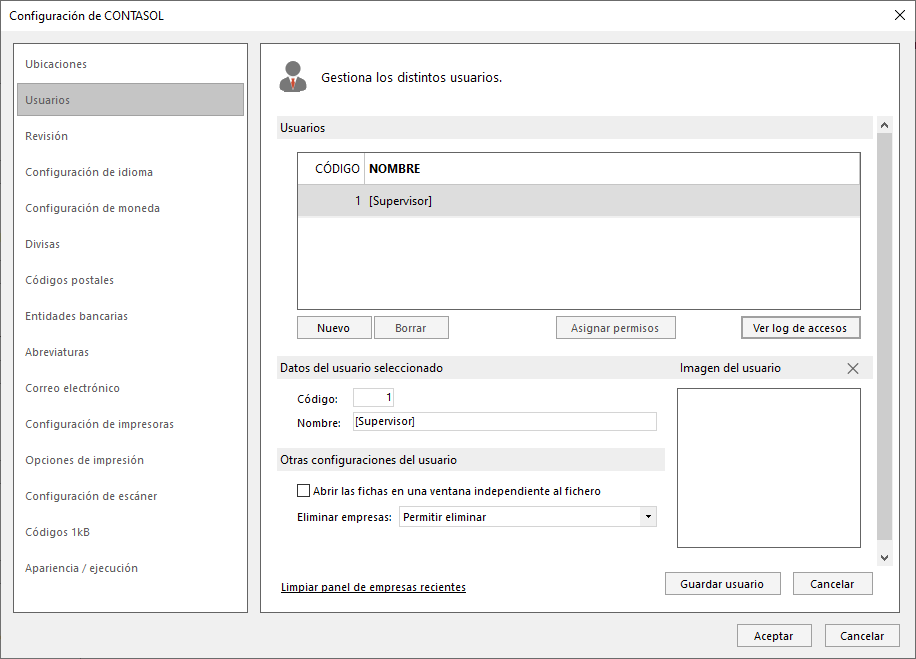 Configuración de CONTASOL
Ubicaciones
Usuarios
Revisión
Configuración de idioma
Configuración de moneda
Divisas
Códigos postales
Entidades bancarias
Abreviaturas
Correo electrónico
Configuración de impresoras
Opciones de impresión
Configuración de escáner
Códigos 1kB
Apariencia / ejecución
Gestiona los distintos usuarios.
Usuarios
CÓDIGO NOMBRE
1 [Supervisor]
Nuevo Borrar Asignar permisos Ver log de accesos
Datos del usuario seleccionado
Código: 1
Nombre: [Supervisor]
Imagen del usuario
Otras configuraciones del usuario
Abrir las fichas en una ventana independiente al fichero
Eliminar empresas: Permitir eliminar
Limpiar panel de empresas recientes
Guardar usuario Cancelar
Aceptar Cancelar